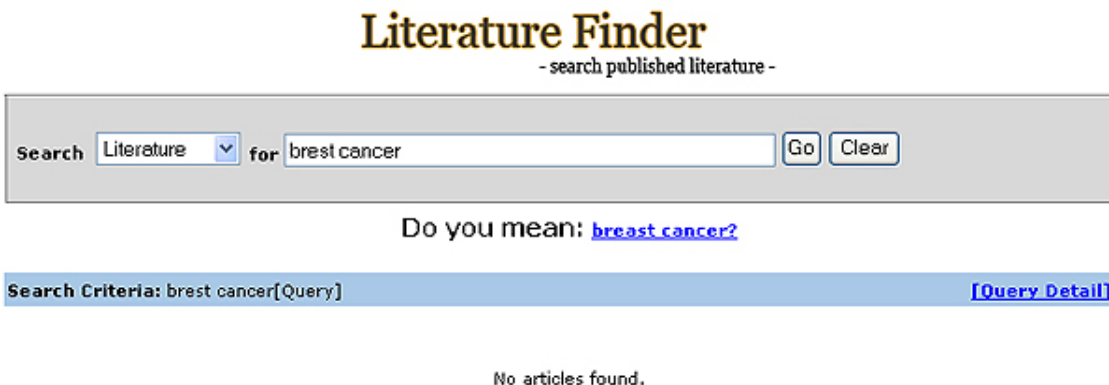 Literature Finder
- search published literature -
Search Literature for brest cancer Go Clear
Do you mean: breast cancer?
Search Criteria: brest cancer[Query] [Query Detail]
No articles found.